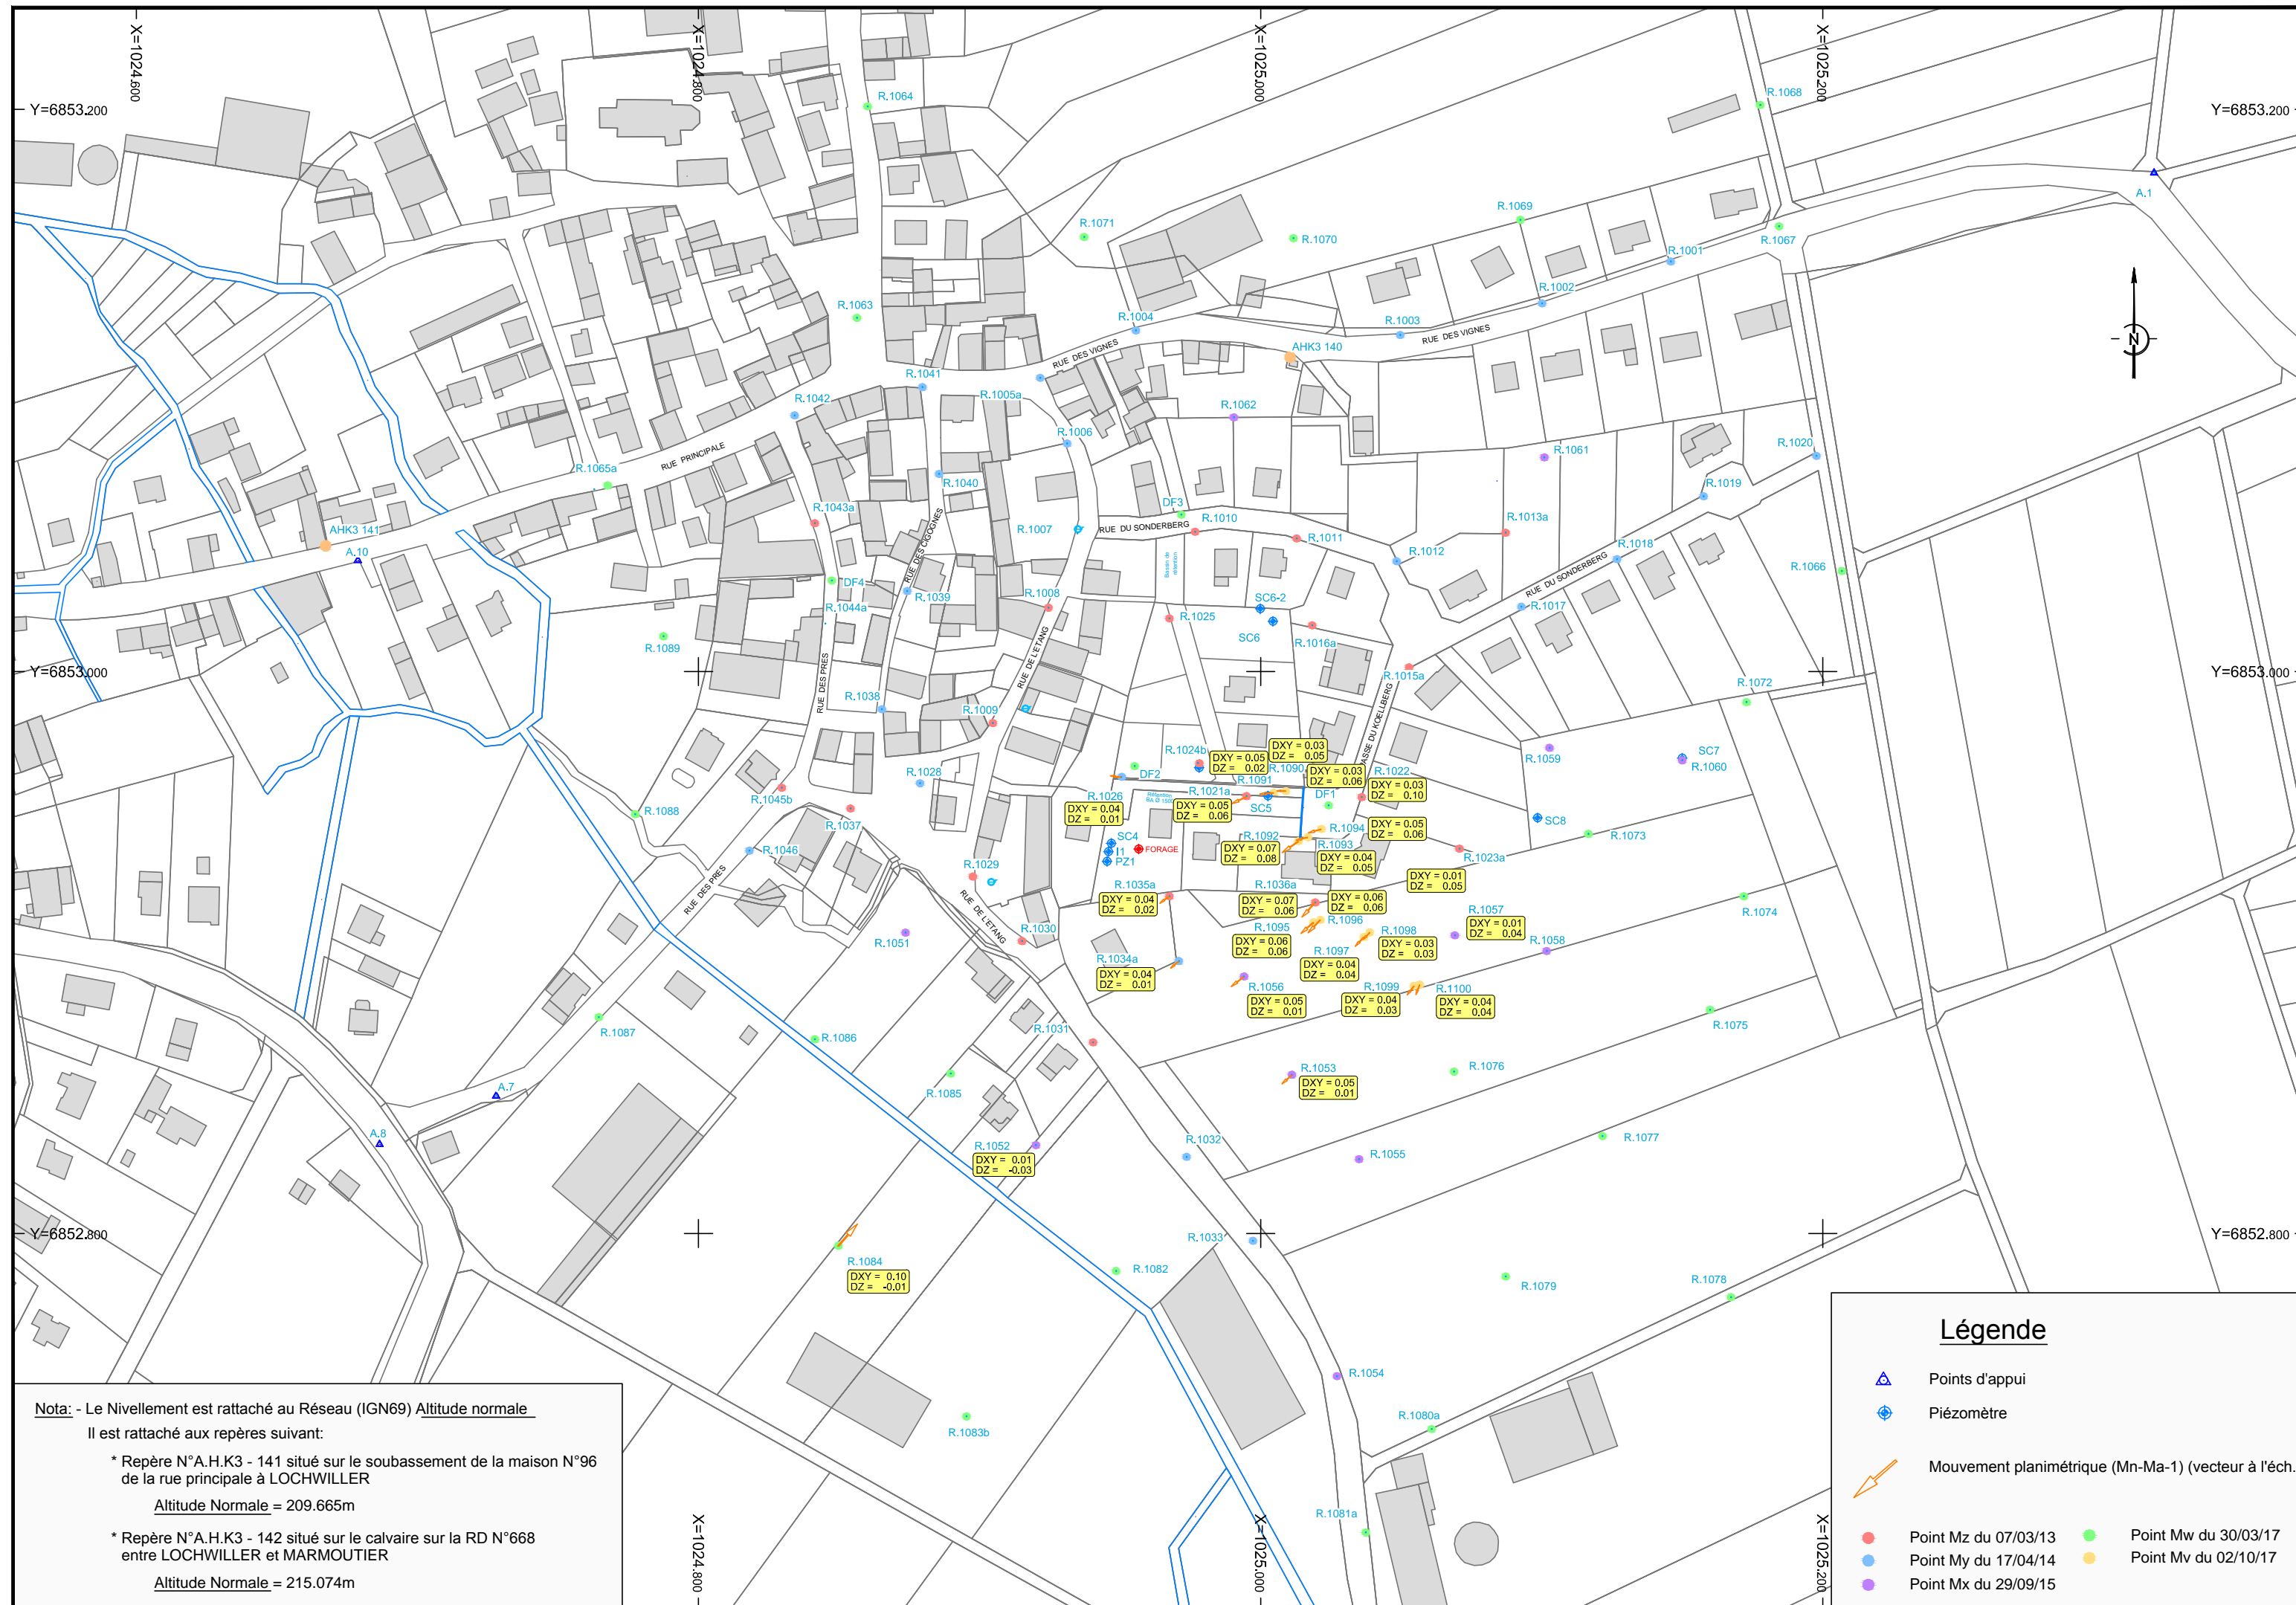 X=1024.600
X=1024.800
X=1025.000
X=1025.200
Y=6853.200
Y=6853.200
R.1064
R.1068
A.1
R.1071
R.1070
R.1069
R.1067
R.1001
R.1063
R.1002
R.1004
R.1003
RUE DES VIGNES
RUE DES VIGNES
AHK3 140
N
R.1041
R.1005a
R.1042
R.1062
R.1006
R.1020
RUE PRINCIPALE
R.1065a
R.1061
R.1040
R.1019
DF3
R.1043a
R.1007
RUE DU SONDERBERG
R.1010
R.1013a
AHK3 141
A.10
RUE DES CIGOGNES
R.1011
R.1012
Bassin de
rétention
R.1018
RUE DU SONDERBERG
R.1066
DF4
R.1039
R.1044a
R.1008
SC6-2
R.1017
R.1025
SC6
R.1016a
R.1089
RUE DE L'ETANG
Y=6853.000
Y=6853.000
R.1015a
RUE DES PRES
R.1038
R.1009
R.1072
R.1024b
DXY = 0.03
DZ = 0.05
SC7
R.1059
R.1060
DXY = 0.05
DZ = 0.02
R.1090
R.1028
DF2
R.1091
DXY = 0.03
DZ = 0.06
R.1022
R.1045b
R.1026
R.1021a
DXY = 0.03
DZ = 0.10
DXY = 0.04
DZ = 0.01
DXY = 0.05
DZ = 0.06
SC5
DF1
R.1088
R.1037
SC8
R.1094
DXY = 0.05
DZ = 0.06
R.1073
SC4
R.1092
R.1093
I1
FORAGE
DXY = 0.07
DZ = 0.08
R.1046
PZ1
DXY = 0.04
DZ = 0.05
R.1023a
R.1029
RUE DES PRES
R.1035a
R.1036a
DXY = 0.01
DZ = 0.05
DXY = 0.04
DZ = 0.02
DXY = 0.07
DZ = 0.06
DXY = 0.06
DZ = 0.06
R.1074
RUE DE L'ETANG
R.1057
DXY = 0.01
DZ = 0.04
R.1051
R.1030
R.1095
R.1096
R.1098
DXY = 0.06
DZ = 0.06
DXY = 0.03
DZ = 0.03
R.1058
R.1034a
R.1097
DXY = 0.04
DZ = 0.01
DXY = 0.04
DZ = 0.04
R.1056
R.1099
R.1100
DXY = 0.05
DZ = 0.01
DXY = 0.04
DZ = 0.03
DXY = 0.04
DZ = 0.04
R.1087
R.1086
R.1031
R.1075
R.1053
R.1076
A.7
R.1085
DXY = 0.05
DZ = 0.01
A.8
R.1052
R.1032
R.1077
DXY = 0.01
DZ = -0.03
R.1055
Y=6852.800
Y=6852.800
R.1033
R.1084
R.1082
DXY = 0.10
DZ = -0.01
R.1079
R.1078
R.1054
R.1080a
R.1083b
R.1081a
X=1024.800
X=1025.000
X=1025.200
Nota: - Le Nivellement est rattaché au Réseau (IGN69) Altitude normale
Il est rattaché aux repères suivant:
* Repère N°A.H.K3 - 141 situé sur le soubassement de la maison N°96
de la rue principale à LOCHWILLER
Altitude Normale = 209.665m
* Repère N°A.H.K3 - 142 situé sur le calvaire sur la RD N°668
entre LOCHWILLER et MARMOUTIER
Altitude Normale = 215.074m
Légende
Points d'appui
Piézomètre
Mouvement planimétrique (Mn-Ma-1) (vecteur à l'éch.
Point Mz du 07/03/13
Point My du 17/04/14
Point Mx du 29/09/15
Point Mw du 30/03/17
Point Mv du 02/10/17